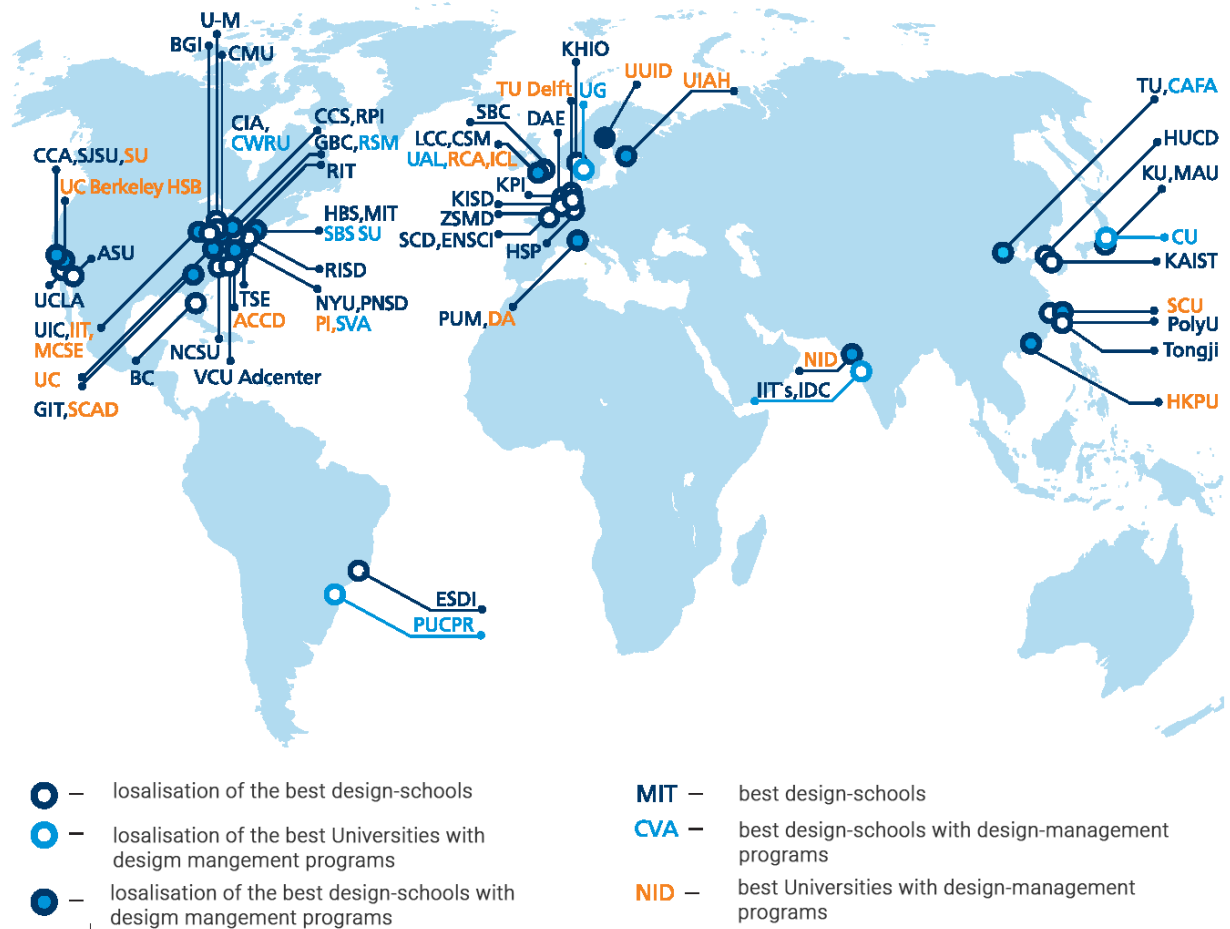 U-M
BGI
CMU
KHIO
UUID
TU Delft UG
UIAH
TU,CAFA
SBC
DAE
CIA,
CWRU
CCS,RPI
GBC,RSM
RIT
LCC,CSM
UAL,RCA,ICL
HUCD
CCA,SJSU,SU
UC Berkeley HSB
KPI
KISD
ZSMD
SCD,ENSCI
HSP
KU,MAU
HBS,MIT
SBS SU
CU
ASU
KAIST
RISD
UCLA
TSE
ACCD
NYU,PNSD
PI,SVA
PUM,DA
SCU
PolyU
UIC,IIT,
MCSE
NCSU
Tongji
NID
UC
BC
VCU Adcenter
IIT's,IDC
GIT,SCAD
HKPU
ESDI
PUCPR
– losalisation of the best design-schools
– losalisation of the best Universities with
desigm mangement programs
– losalisation of the best design-schools with
desigm mangement programs
MIT – best design-schools
CVA – best design-schools with design-management
programs
NID – best Universities with design-management
programs